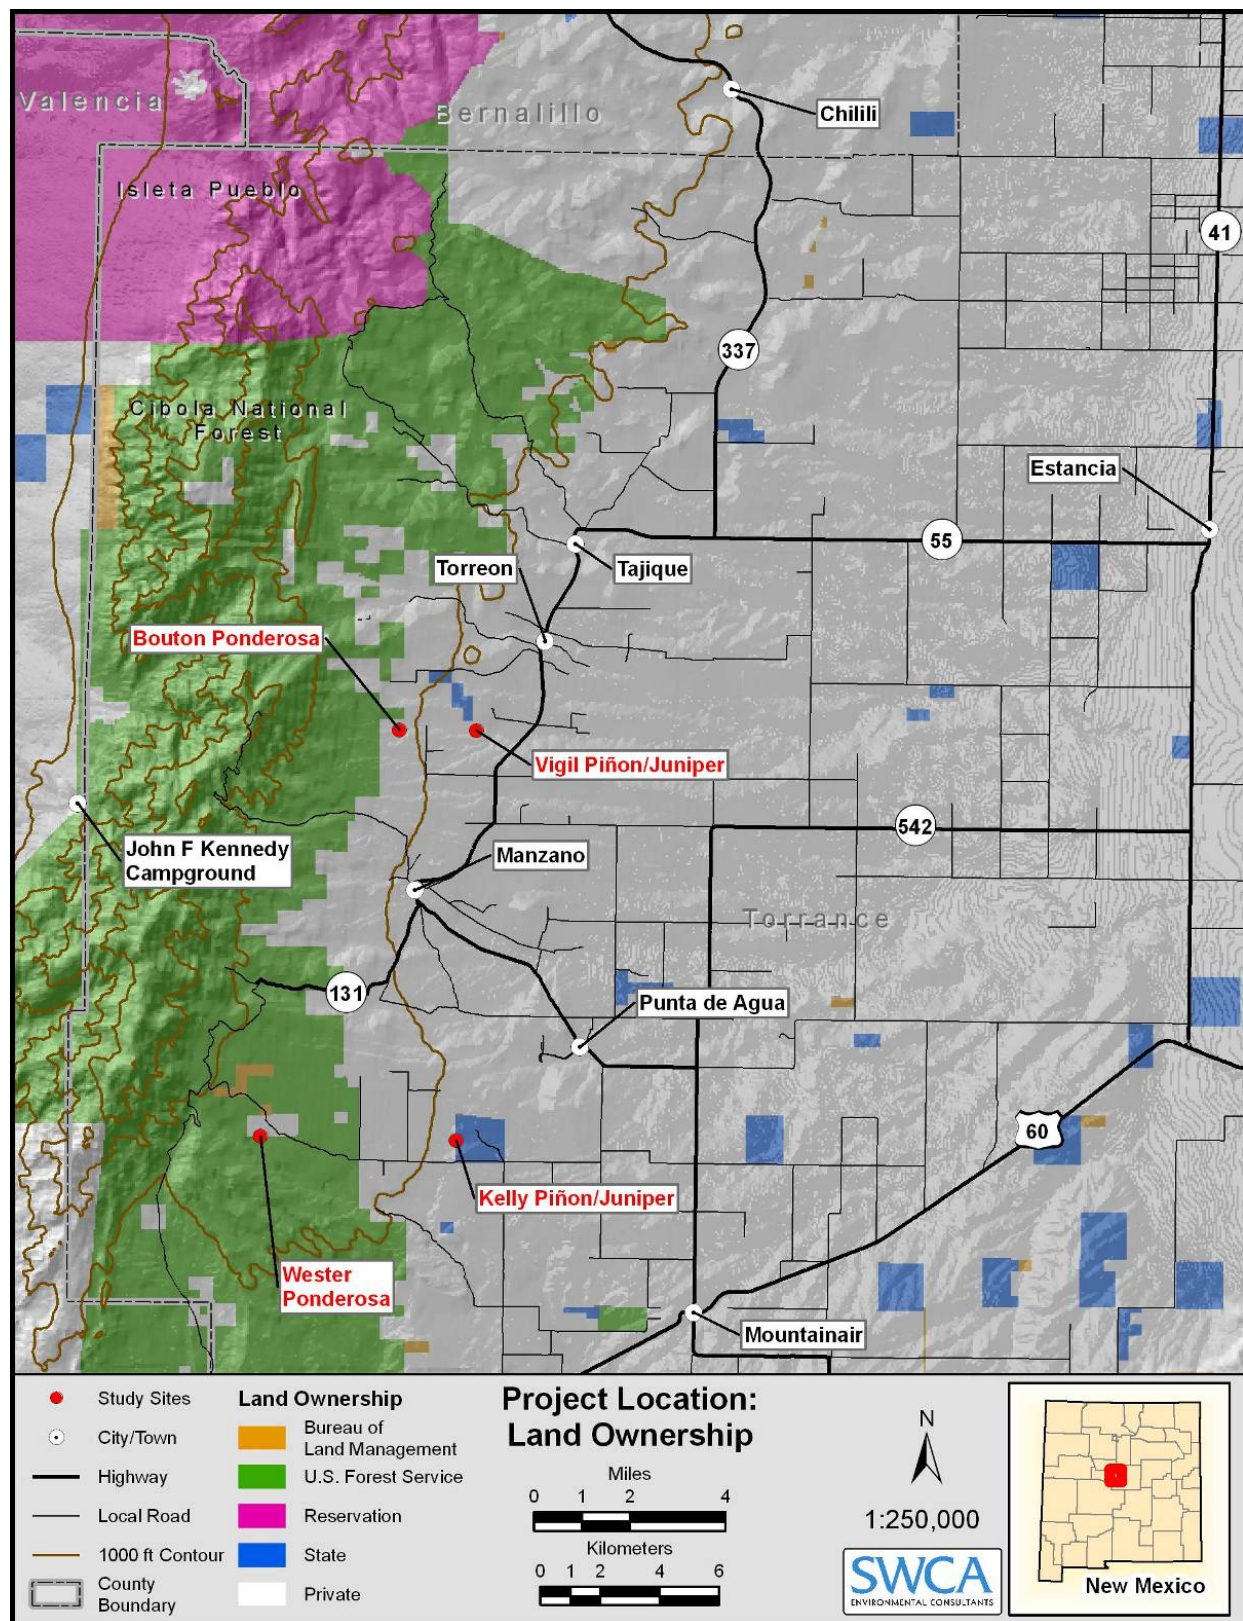 Valencia
Bernalillo
Chilili
Isleta Pueblo
41
337
Cibola National
Forest
Estancia
55
Torreon
Tajique
Bouton Ponderosa
Vigil Piñon/Juniper
542
John F Kennedy
Campground
Manzano
Torrance
131
Punta de Agua
60
Kelly Piñon/Juniper
Wester
Ponderosa
Mountainair
Study Sites
City/Town
Highway
Local Road
1000 ft Contour
County
Boundary
Land Ownership
Bureau of
Land Management
U.S. Forest Service
Reservation
State
Private
Project Location:
Land Ownership
Miles
0 1 2 4
Kilometers
0 1 2 4 6
N
1:250,000
SWCA
ENVIRONMENTAL CONSULTANTS
New Mexico